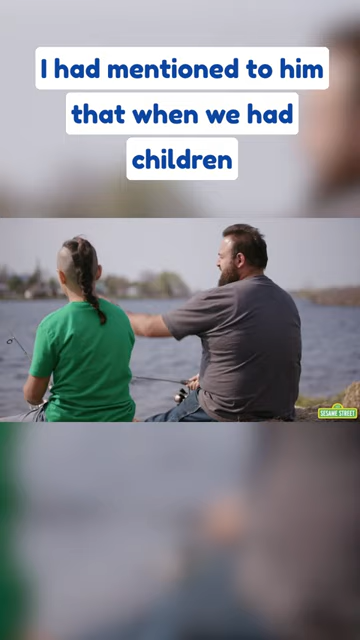 I had mentioned to him
that when we had
children
SESAME STREET